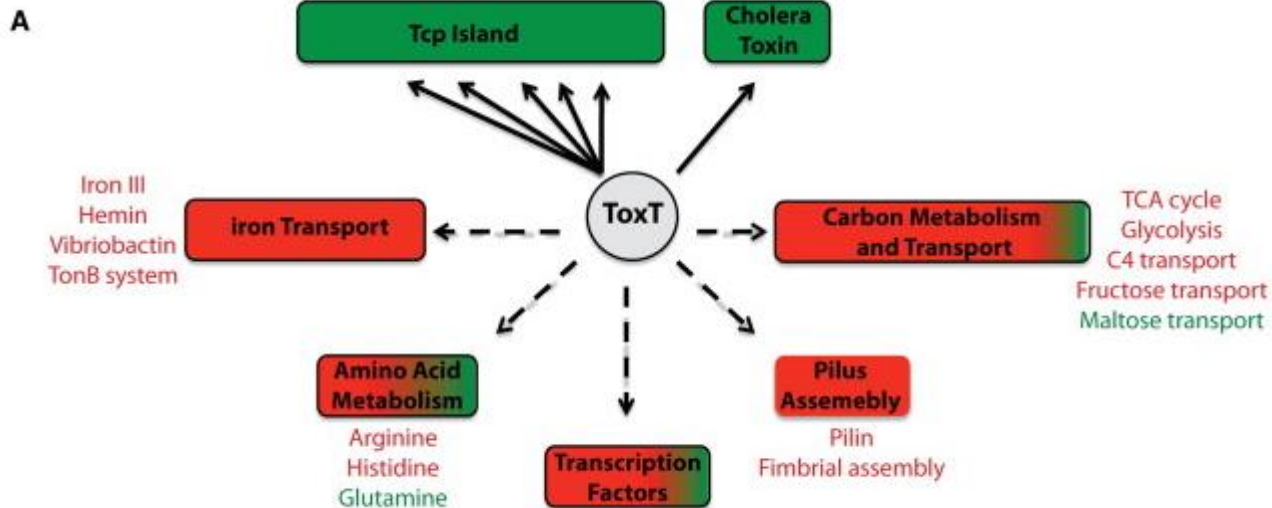 A
Tcp Island
Cholera
Toxin
ToxT
Iron III
Hemin
Vibriobactin
TonB system
iron Transport
Carbon Metabolism
and Transport
TCA cycle
Glycolysis
C4 transport
Fructose transport
Maltose transport
Amino Acid
Metabolism
Arginine
Histidine
Glutamine
Transcription
Factors
Pilus
Assemebly
Pilin
Fimbrial assembly